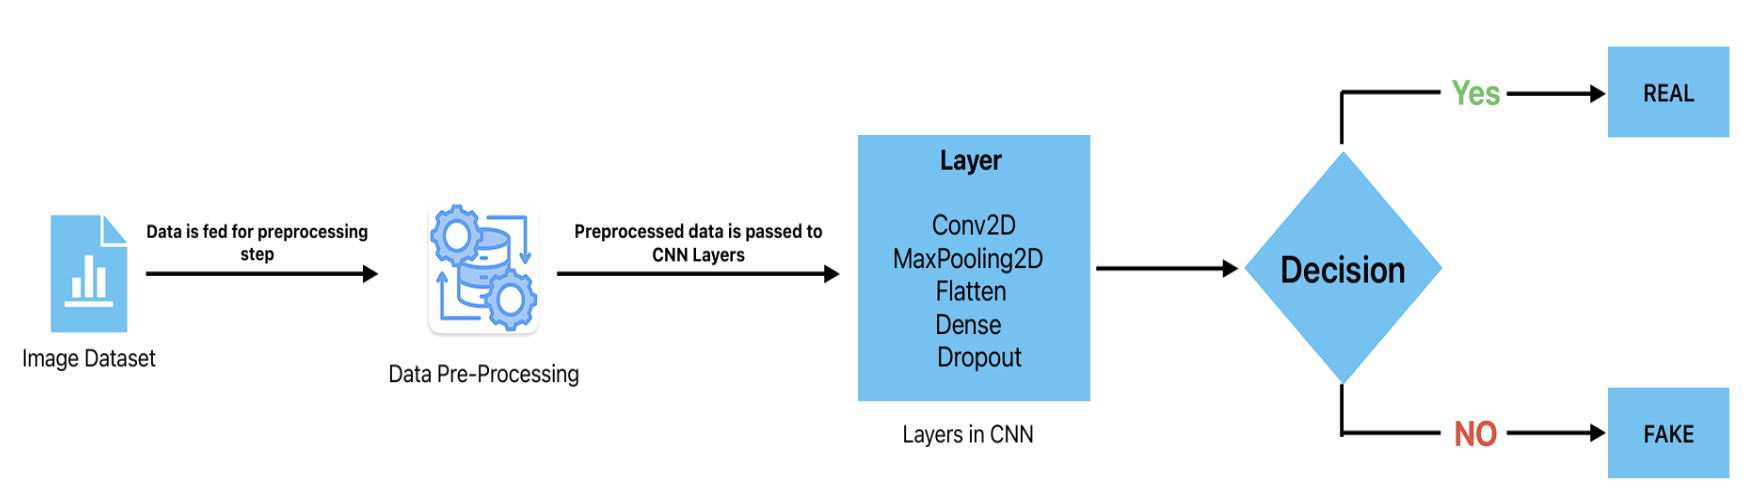 Image Dataset
Data is fed for preprocessing
step
Data Pre-Processing
Preprocessed data is passed to
CNN Layers
Layer
Conv2D
MaxPooling2D
Flatten
Dense
Dropout
Layers in CNN
Decision
Yes
REAL
NO
FAKE